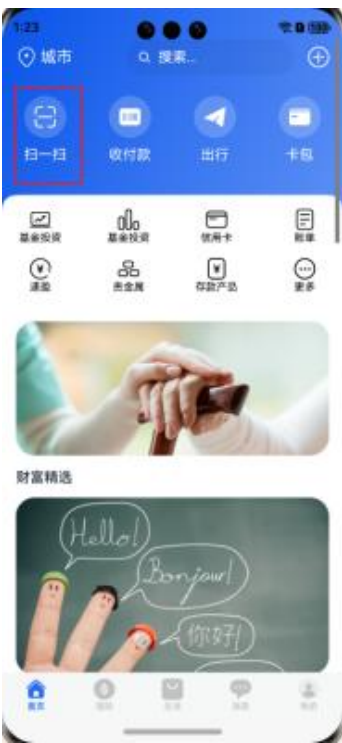 1:23
城市
搜索...
扫一扫 收付款 出行 卡包
基金投资 基金投资 信用卡 账单
速盈 贵金属 存款产品 更多
财富精选
Hello!
Bonjour!
你好!
首页